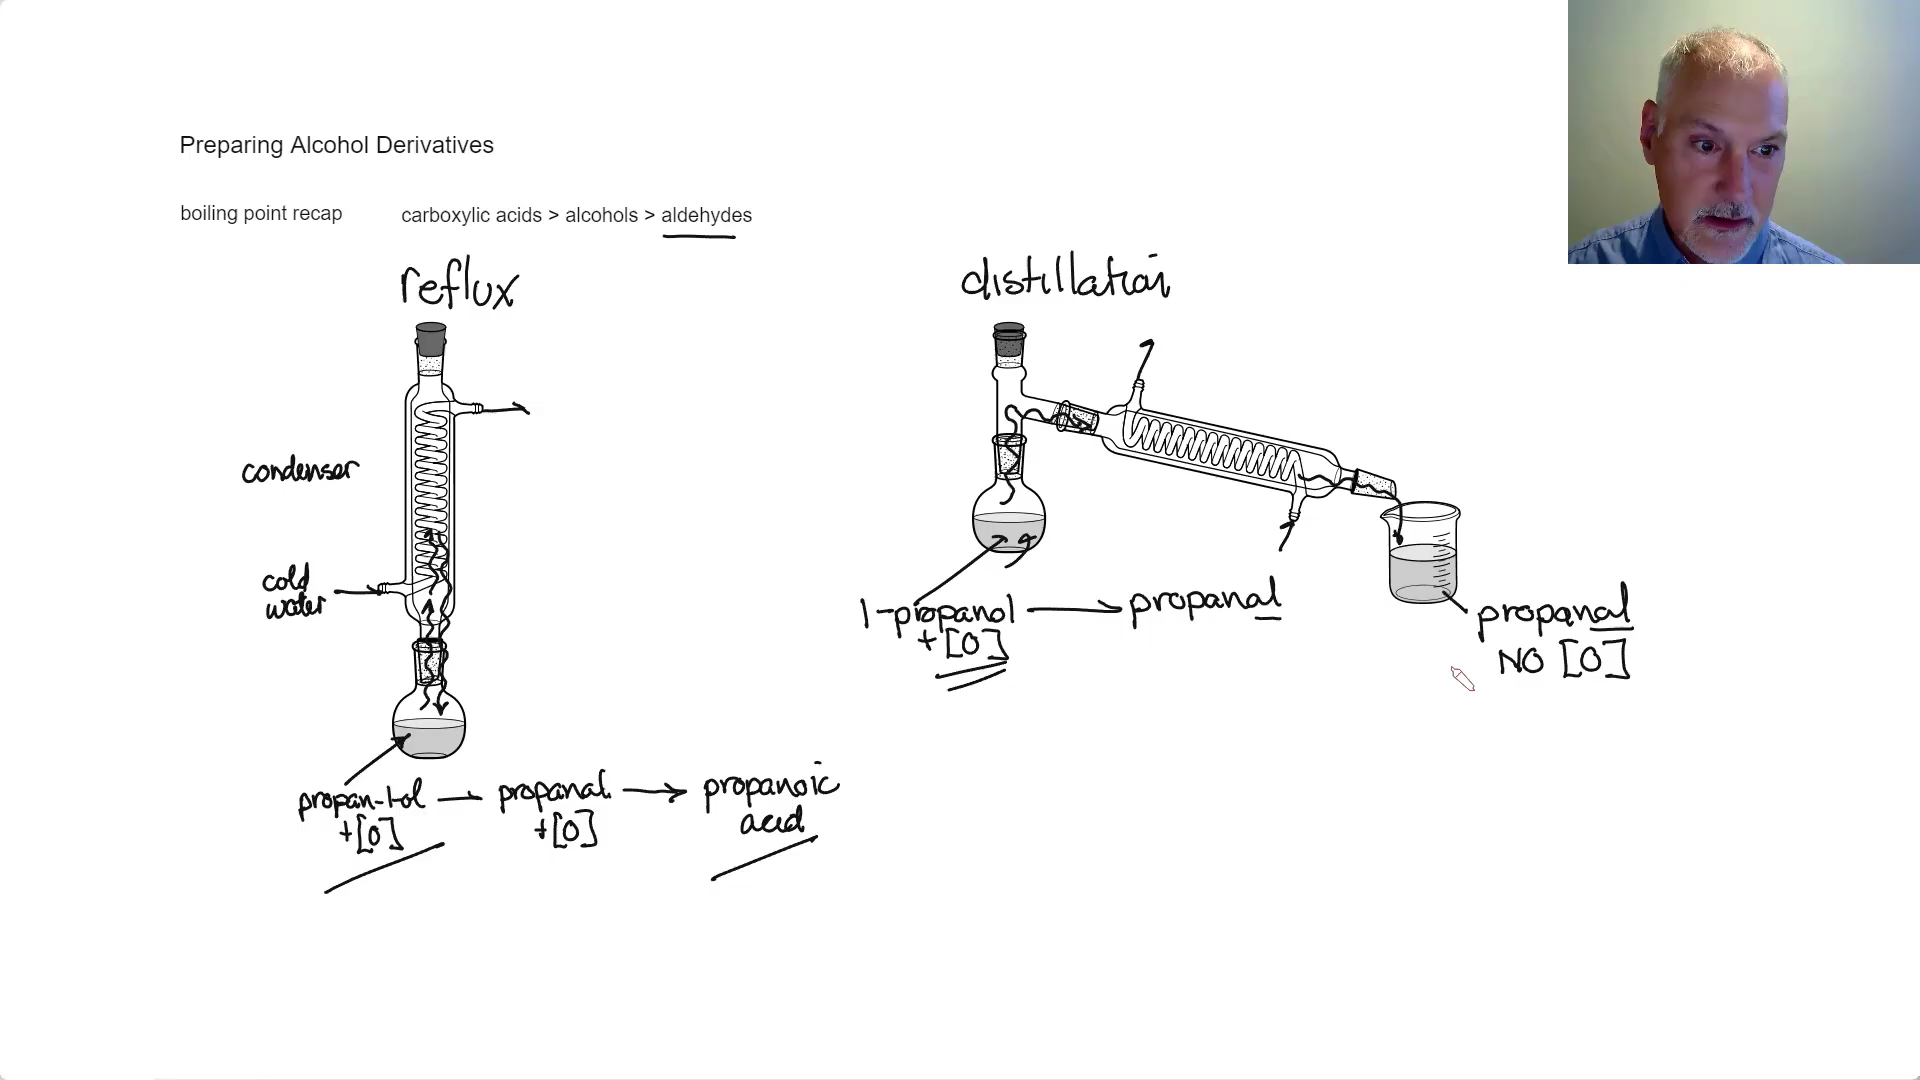 Preparing Alcohol Derivatives
boiling point recap
carboxylic acids > alcohols > aldehydes
reflux
distillation
condenser
cold
water
propan-1-ol
+[O]
propanal
+[O]
propanoic
acid
1-propanol
+[O]
propanal
propanal
NO [O]